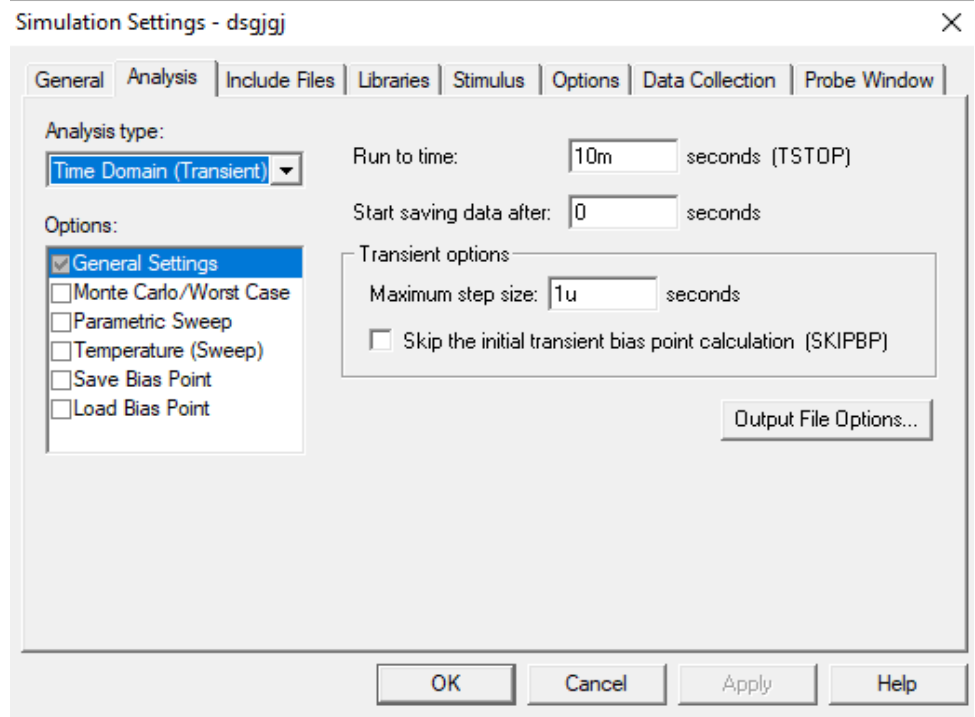 Simulation Settings - dsgjgj
General Analysis Include Files Libraries Stimulus Options Data Collection Probe Window
Analysis type:
Time Domain (Transient)
Options:
General Settings
Monte Carlo/Worst Case
Parametric Sweep
Temperature (Sweep)
Save Bias Point
Load Bias Point
Run to time: 10m seconds (TSTOP)
Start saving data after: 0 seconds
Transient options
Maximum step size: 1u seconds
Skip the initial transient bias point calculation (SKIPBP)
Output File Options...
OK Cancel Apply Help